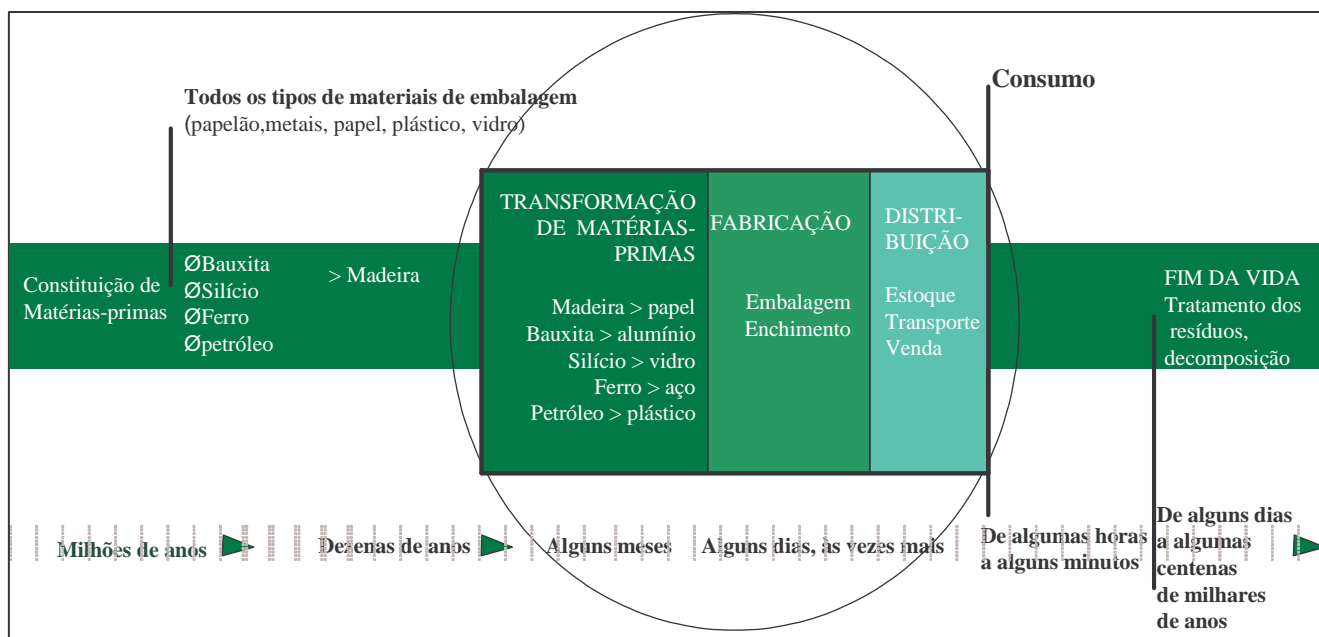 Todos os tipos de materiais de embalagem
(papelão,metais, papel, plástico, vidro)
Consumo
Constituição de
Matérias-primas
ØBauxita
ØSilício
ØFerro
Øpetróleo
> Madeira
TRANSFORMAÇÃO
DE MATÉRIAS-
PRIMAS
Madeira > papel
Bauxita > alumínio
Silício > vidro
Ferro > aço
Petróleo > plástico
FABRICAÇÃO
Embalagem
Enchimento
DISTRI-
BUIÇÃO
Estoque
Transporte
Venda
FIM DA VIDA
Tratamento dos
resíduos,
decomposição
Milhões de anos
Dezenas de anos
Alguns meses
Alguns dias, às vezes mais
De algumas horas
a alguns minutos
De alguns dias
a algumas
centenas
de milhares
de anos